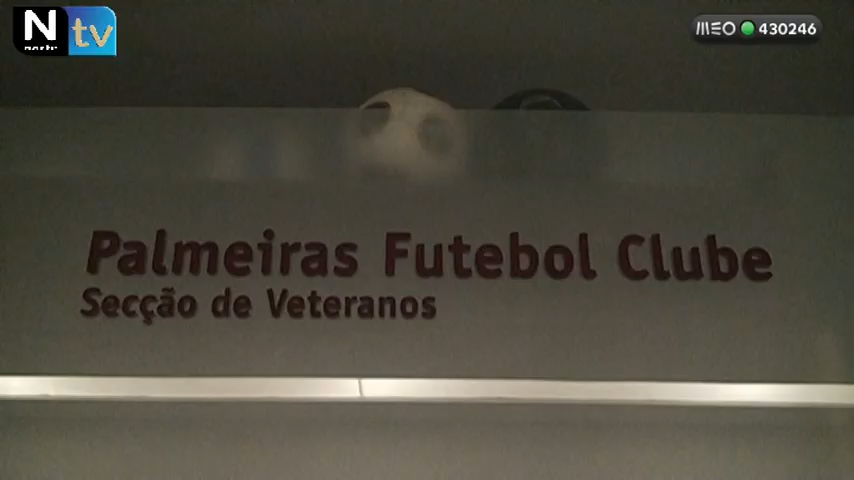 N tv
norte
MEO 430246
Palmeiras Futebol Clube
Secção de Veteranos